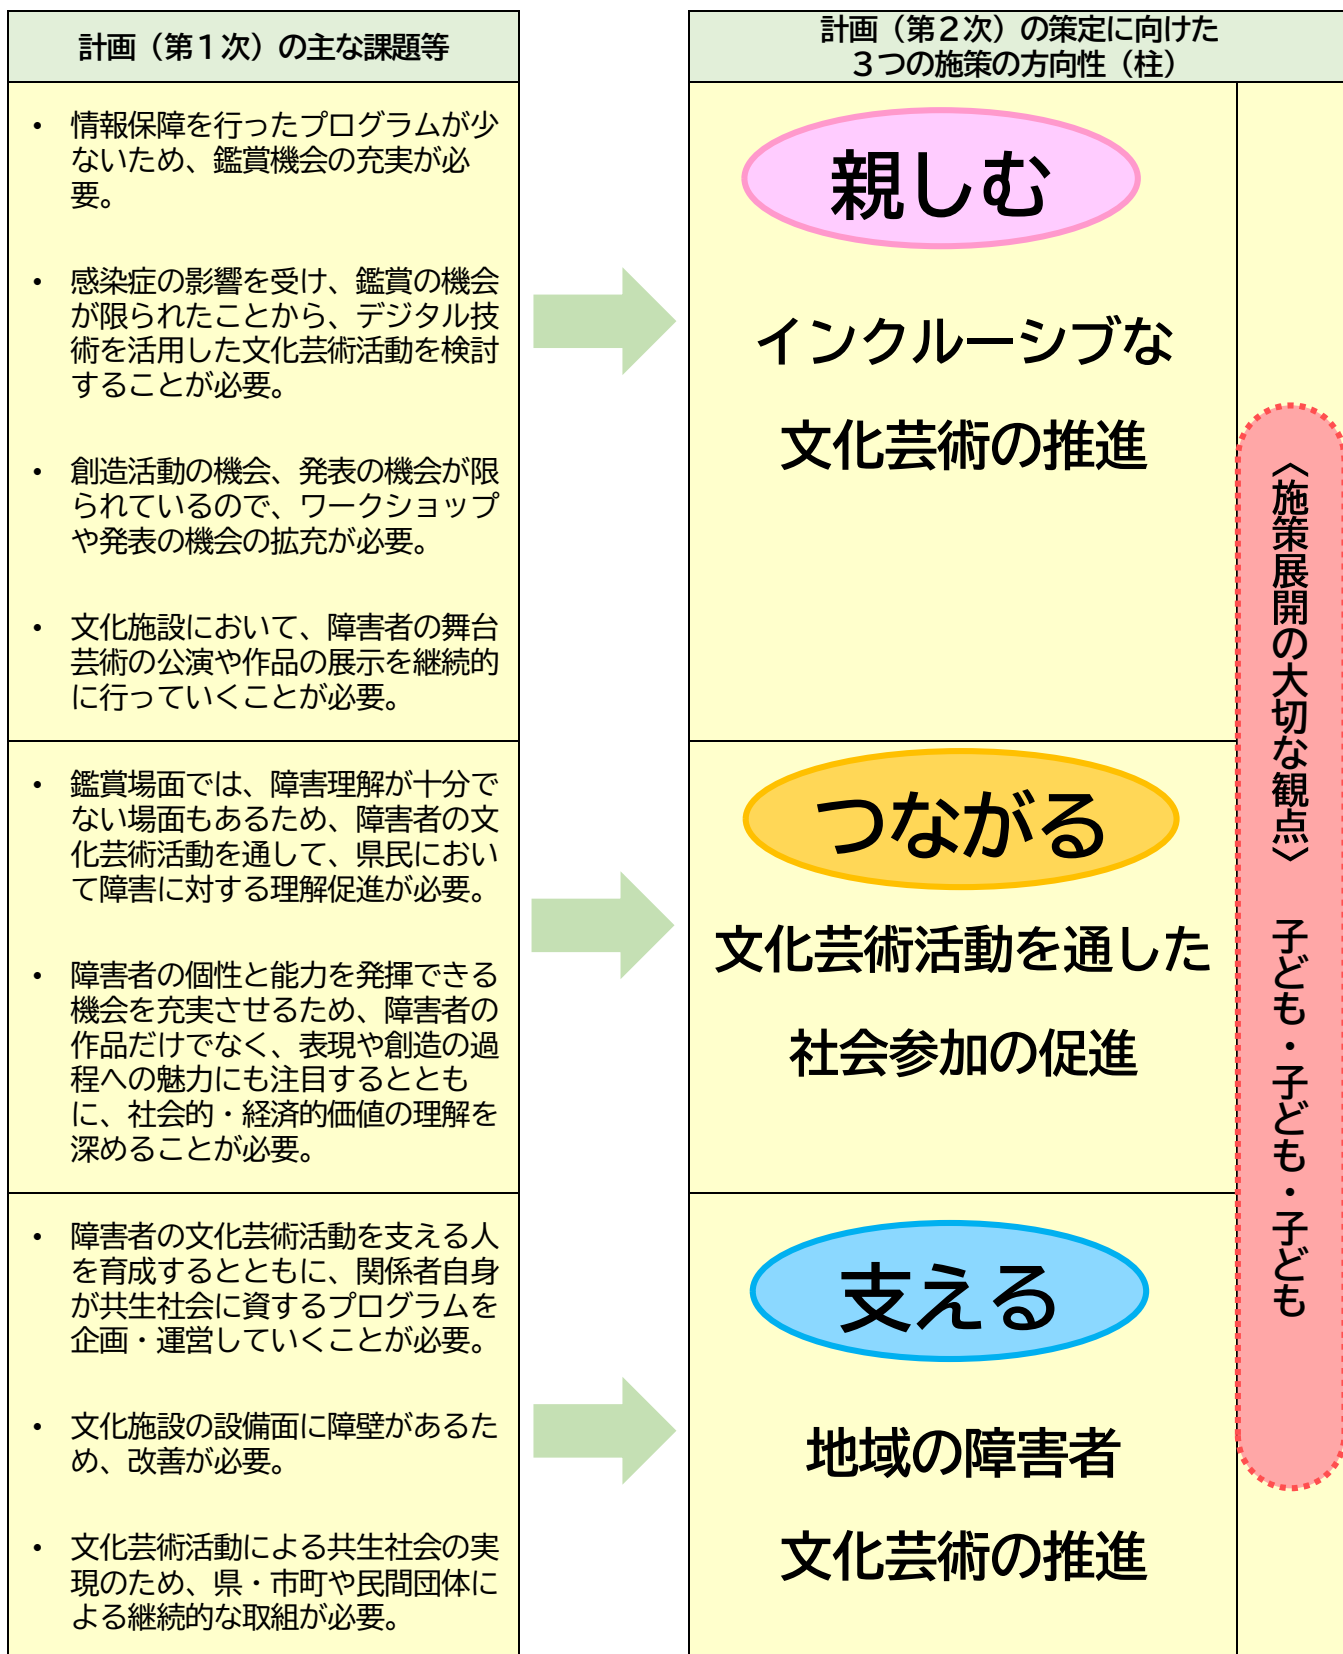 計画（第１次）の主な課題等
・ 情報保障を行ったプログラムが少
ないため、鑑賞機会の充実が必
要。
・ 感染症の影響を受け、鑑賞の機会
が限られたことから、デジタル技
術を活用した文化芸術活動を検討
することが必要。
・ 創造活動の機会、発表の機会が限
られているので、ワークショップ
や発表の機会の拡充が必要。
・ 文化施設において、障害者の舞台
芸術の公演や作品の展示を継続的
に行っていくことが必要。
・ 鑑賞場面では、障害理解が十分で
ない場面もあるため、障害者の文
化芸術活動を通して、県民におい
て障害に対する理解促進が必要。
・ 障害者の個性と能力を発揮できる
機会を充実させるため、障害者の
作品だけでなく、表現や創造の過
程への魅力にも注目するととも
に、社会的・経済的価値の理解を
深めることが必要。
・ 障害者の文化芸術活動を支える人
を育成するとともに、関係者自身
が共生社会に資するプログラムを
企画・運営していくことが必要。
・ 文化施設の設備面に障壁があるた
め、改善が必要。
・ 文化芸術活動による共生社会の実
現のため、県・市町や民間団体に
よる継続的な取組が必要。
計画（第２次）の策定に向けた
３つの施策の方向性（柱）
親しむ
インクルーシブな
文化芸術の推進
つながる
文化芸術活動を通した
社会参加の促進
支える
地域の障害者
文化芸術の推進
〈施策展開の大切な観点〉 子ども・子ども・子ども